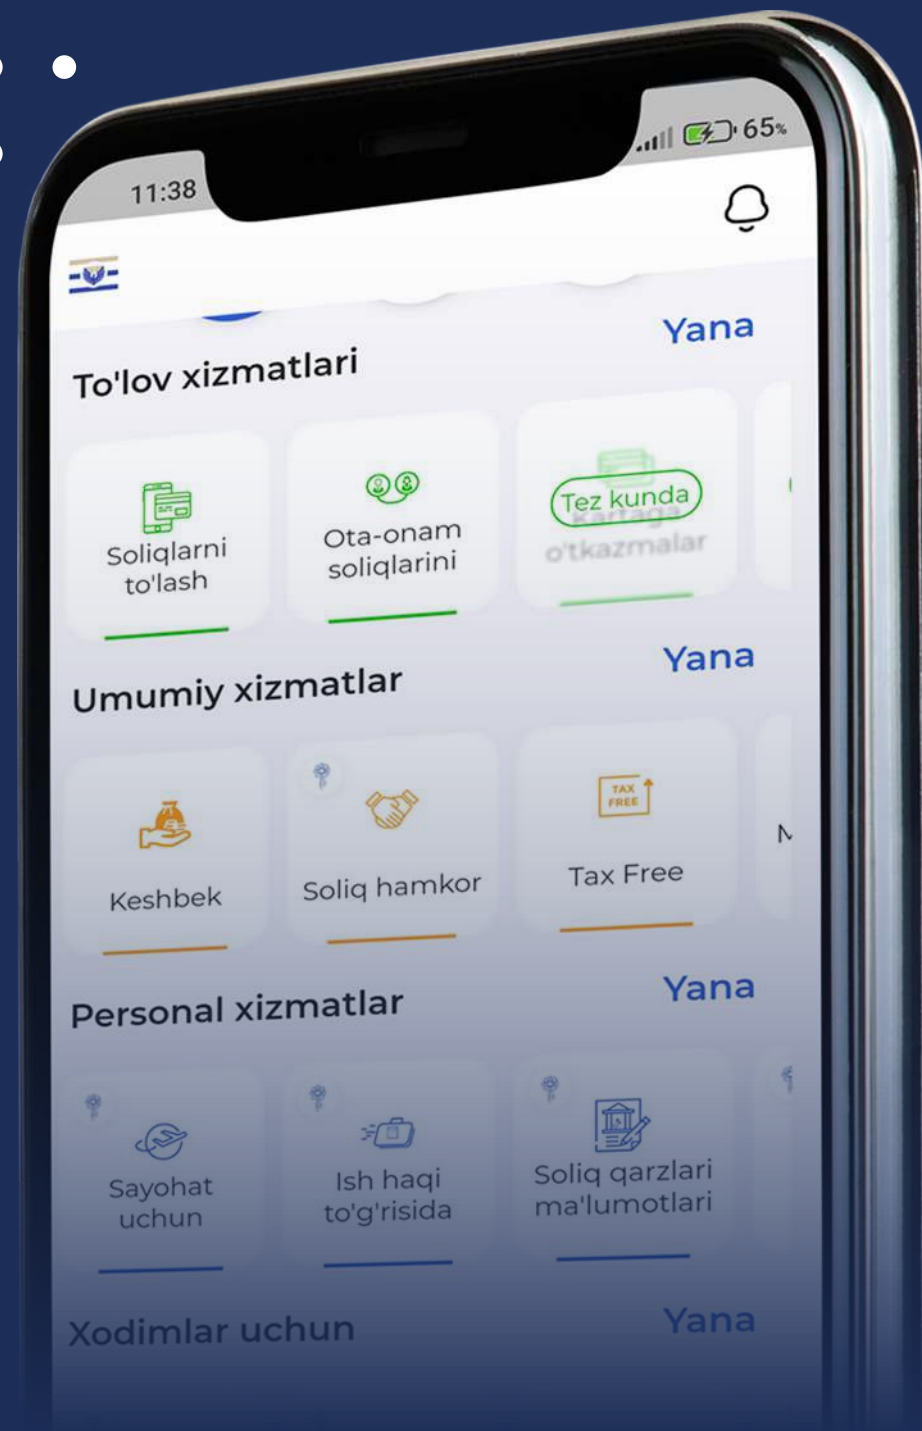 11:38
65%
Yana
To'lov xizmatlari
Soliqlarni
to'lash
Ota-onam
soliqlarini
Tez kunda
Kartaga
o'tkazmalar
Yana
Umumiy xizmatlar
Keshbek
Soliq hamkor
TAX
FREE
Tax Free
Yana
Personal xizmatlar
Sayohat
uchun
Ish haqi
to'g'risida
Soliq qarzlari
ma'lumotlari
Xodimlar uchun
Yana